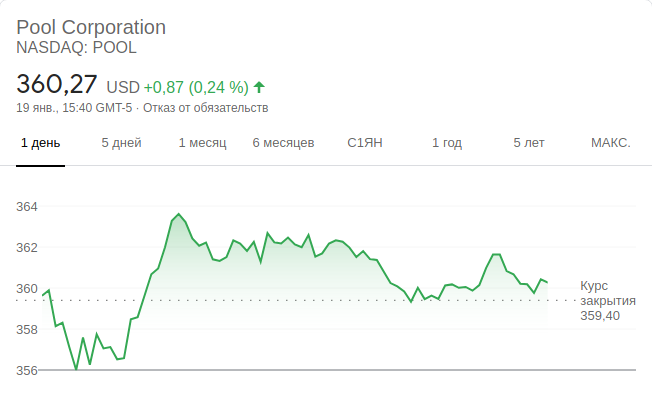 Pool Corporation
NASDAQ: POOL
360,27 USD +0,87 (0,24 %)
19 янв., 15:40 GMT-5 · Отказ от обязательств
1 день 5 дней 1 месяц 6 месяцев С1ЯН 1 год 5 лет МАКС.
364
362
360
358
356
Курс
закрытия
359,40